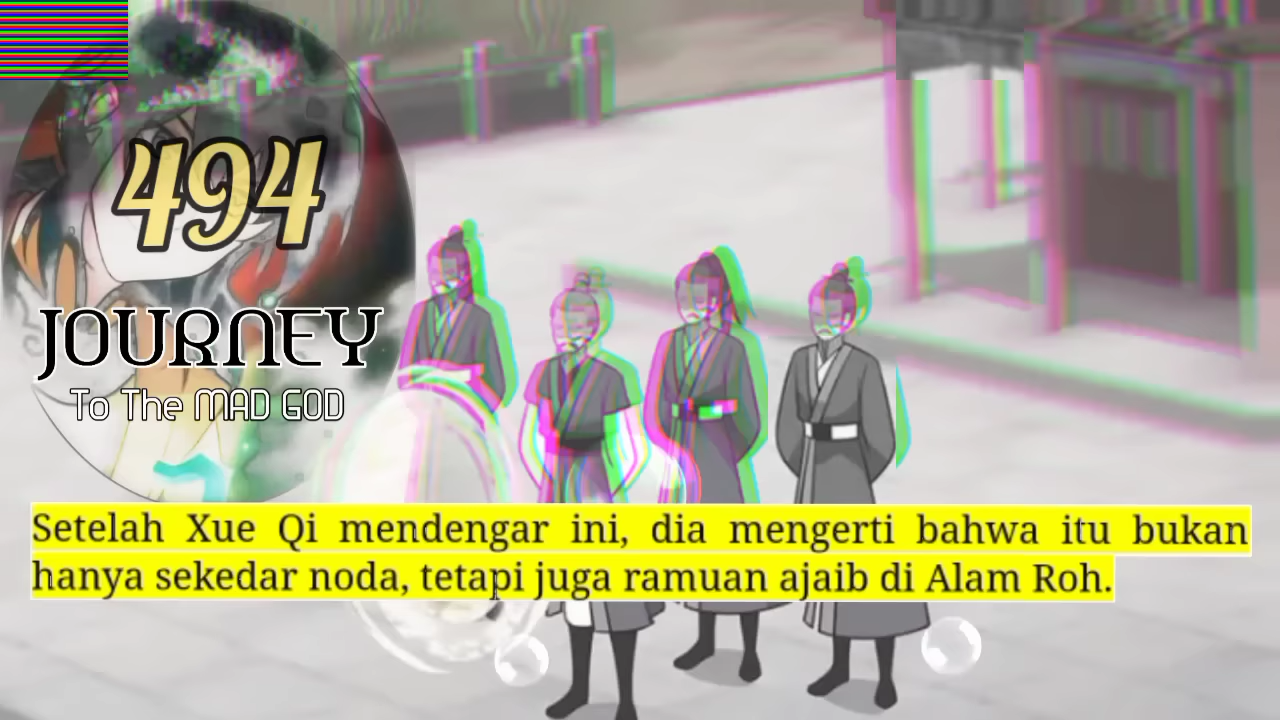 494
JOURNEY
To The MAD GOD
Setelah Xue Qi mendengar ini, dia mengerti bahwa itu bukan
hanya sekedar noda, tetapi juga ramuan ajaib di Alam Roh.